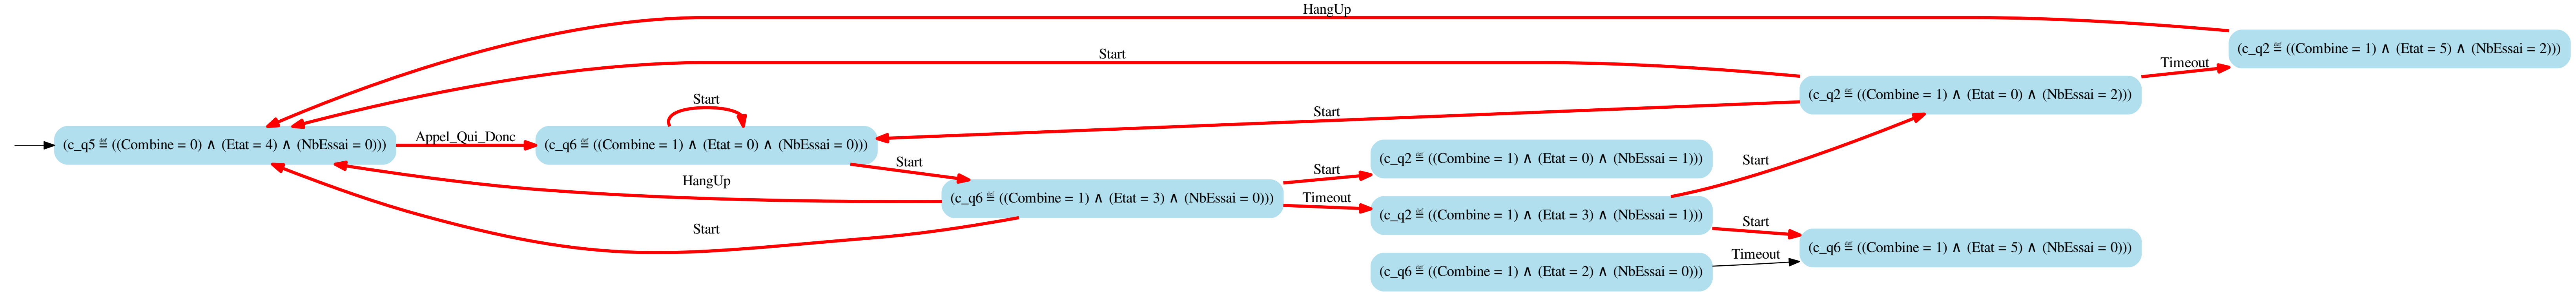 HangUp
(c_q2 ≝ ((Combine = 1) ∧ (Etat = 5) ∧ (NbEssai = 2)))
Start
Timeout
(c_q2 ≝ ((Combine = 1) ∧ (Etat = 0) ∧ (NbEssai = 2)))
Start
Start
Appel_Qui_Donc
(c_q5 ≝ ((Combine = 0) ∧ (Etat = 4) ∧ (NbEssai = 0)))
(c_q6 ≝ ((Combine = 1) ∧ (Etat = 0) ∧ (NbEssai = 0)))
Start
(c_q2 ≝ ((Combine = 1) ∧ (Etat = 0) ∧ (NbEssai = 1)))
Start
Start
HangUp
(c_q6 ≝ ((Combine = 1) ∧ (Etat = 3) ∧ (NbEssai = 0)))
Timeout
(c_q2 ≝ ((Combine = 1) ∧ (Etat = 3) ∧ (NbEssai = 1)))
Start
Start
(c_q6 ≝ ((Combine = 1) ∧ (Etat = 5) ∧ (NbEssai = 0)))
Timeout
(c_q6 ≝ ((Combine = 1) ∧ (Etat = 2) ∧ (NbEssai = 0)))